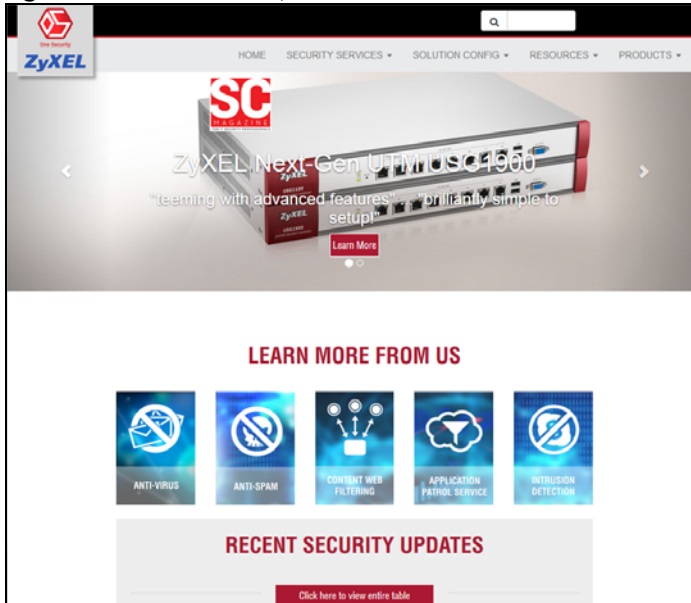 One Security
ZyXEL
HOME SECURITY SERVICES SOLUTION CONFIG RESOURCES PRODUCTS
SC
MAGAZINE
ZyXEL Next-Gen UTM USG1900
"teeming with advanced features" ... "brilliantly simple to
setup!"
ZyXEL
ZyXEL
Learn More
LEARN MORE FROM US
ANTI-VIRUS
ANTI-SPAM
CONTENT WEB
FILTERING
APPLICATION
PATROL SERVICE
INTRUSION
DETECTION
RECENT SECURITY UPDATES
Click here to view entire table